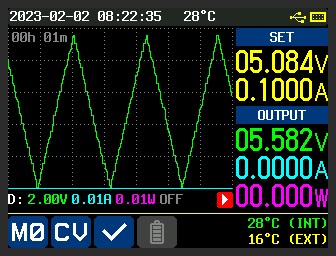 2023-02-02 08:22:35 28°C
00h 01m
SET
05.084V
0.1000A
OUTPUT
05.582V
0.0000A
00.000W
D: 2.00V 0.01A 0.01W OFF
M0 CV
28°C (INT)
16°C (EXT)